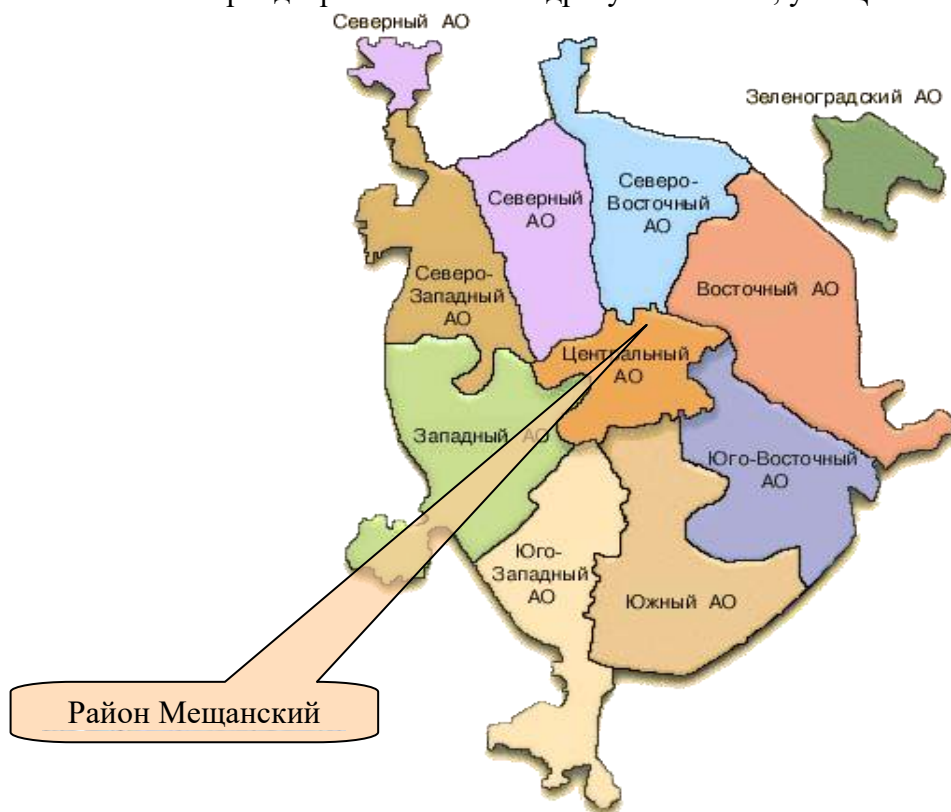 Северный АО
Зеленоградский АО
Северный
АО
Северо-
Восточный
АО
Северо-
Западный
АО
Восточный АО
Центральный
АО
Западный АО
Юго-Восточный
АО
Юго-
Западный
АО
Южный АО
Район Мещанский